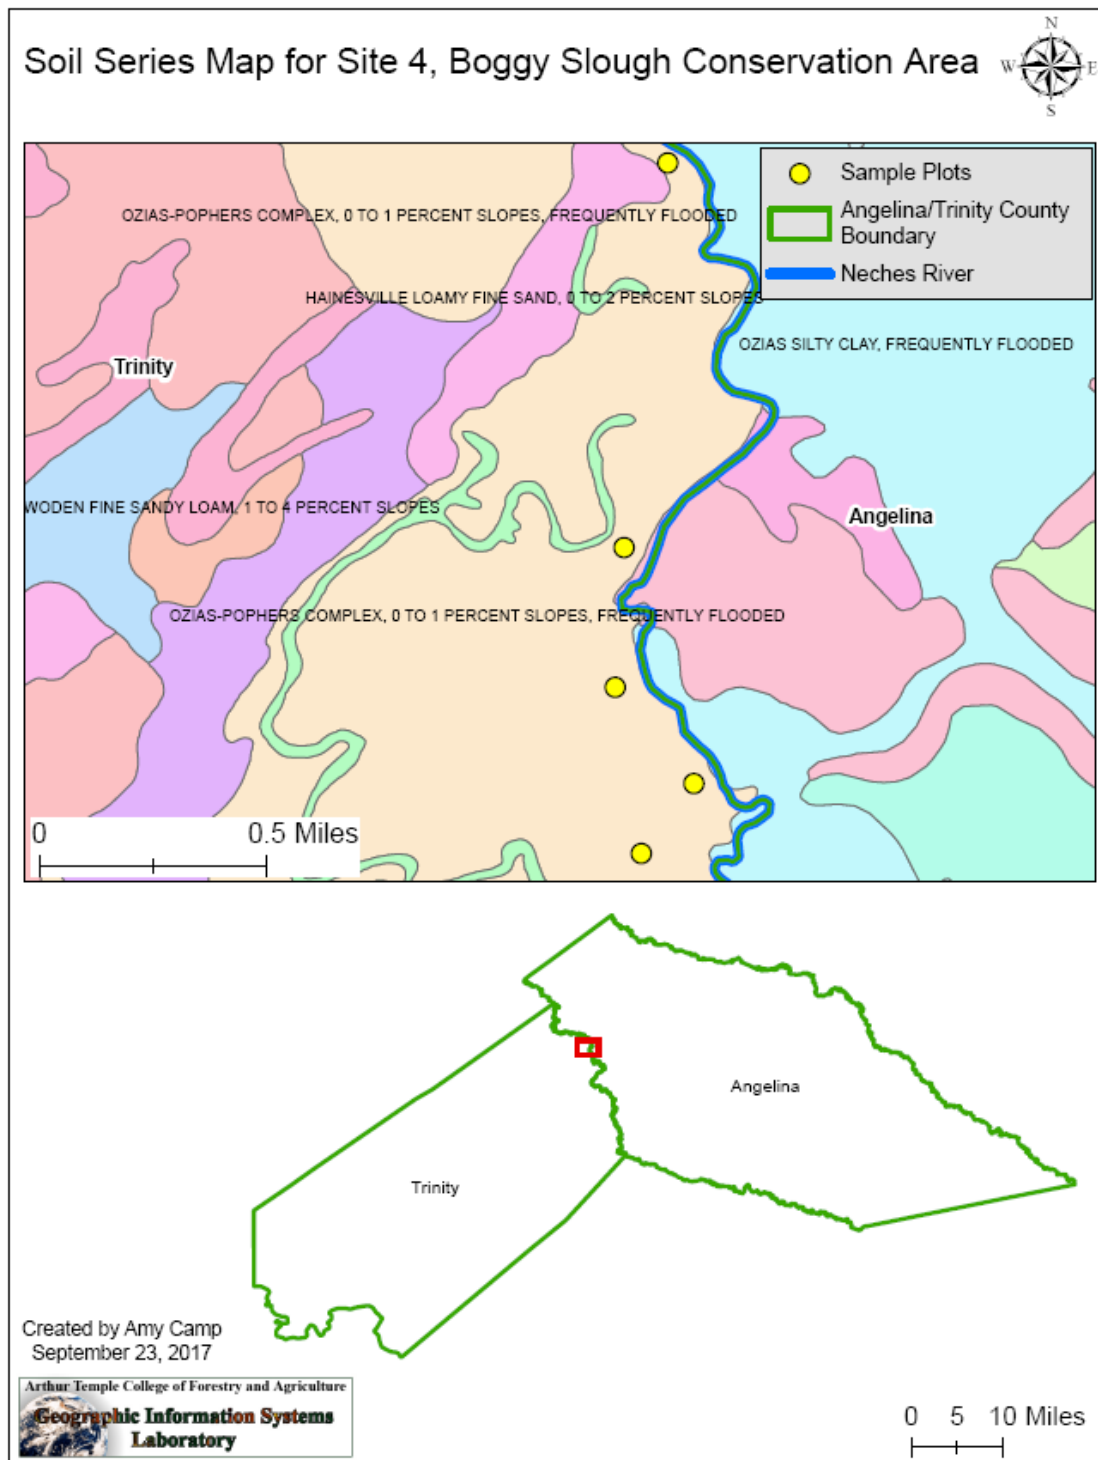 N
Soil Series Map for Site 4, Boggy Slough Conservation Area
W E
S
Sample Plots
Angelina/Trinity County
Boundary
Neches River
OZIAS-POPHERS COMPLEX, 0 TO 1 PERCENT SLOPES, FREQUENTLY FLOODED
HAINESVILLE LOAMY FINE SAND, 0 TO 2 PERCENT SLOPES
OZIAS SILTY CLAY, FREQUENTLY FLOODED
Trinity
WODEN FINE SANDY LOAM, 1 TO 4 PERCENT SLOPES
Angelina
OZIAS-POPHERS COMPLEX, 0 TO 1 PERCENT SLOPES, FREQUENTLY FLOODED
0 0.5 Miles
Angelina
Trinity
Created by Amy Camp
September 23, 2017
Arthur Temple College of Forestry and Agriculture
Geographic Information Systems
Laboratory
0 5 10 Miles